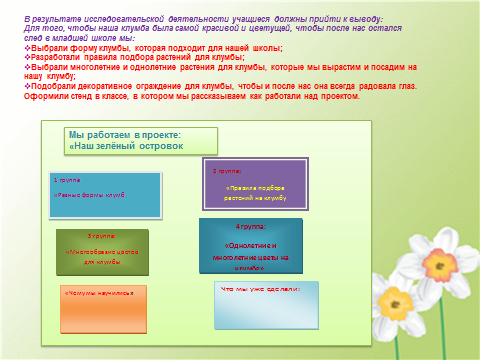 В результате исследовательской деятельности учащиеся должны прийти к выводу:
Для того, чтобы наша клумба была самой красивой и цветущей, чтобы после нас остался
след в младшей школе мы:
❖Выбрали форму клумбы, которая подходит для нашей школы;
❖Разработали правила подбора растений для клумбы;
❖Выбрали многолетние и однолетние растения для клумбы, которые мы вырастим и посадим на
нашу клумбу;
❖Подобрали декоративное ограждение для клумбы, чтобы и после нас она всегда радовала глаз.
Оформили стенд в классе, в котором мы рассказываем как работали над проектом.
Мы работаем в проекте:
«Наш зелёный островок
1 группа
«Разные формы клумб
2 группа:
«Правила подбора
растений на клумбу
3 группа:
«Многообразие цветов
для клумбы
4 группа:
«Однолетние и
многолетние цветы на
клумбе»
«Чему мы научились»
Что мы уже сделали: